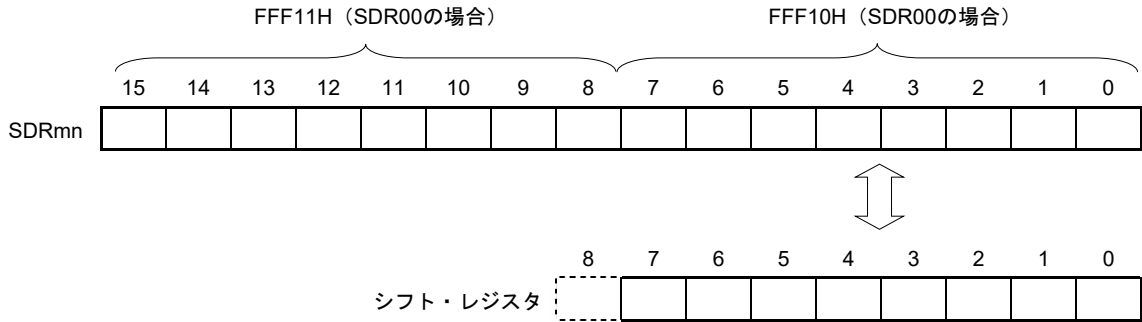 FFF11H（SDR00の場合） FFF10H（SDR00の場合）
15 14 13 12 11 10 9 8 7 6 5 4 3 2 1 0
SDRmn
8 7 6 5 4 3 2 1 0
シフト・レジスタ